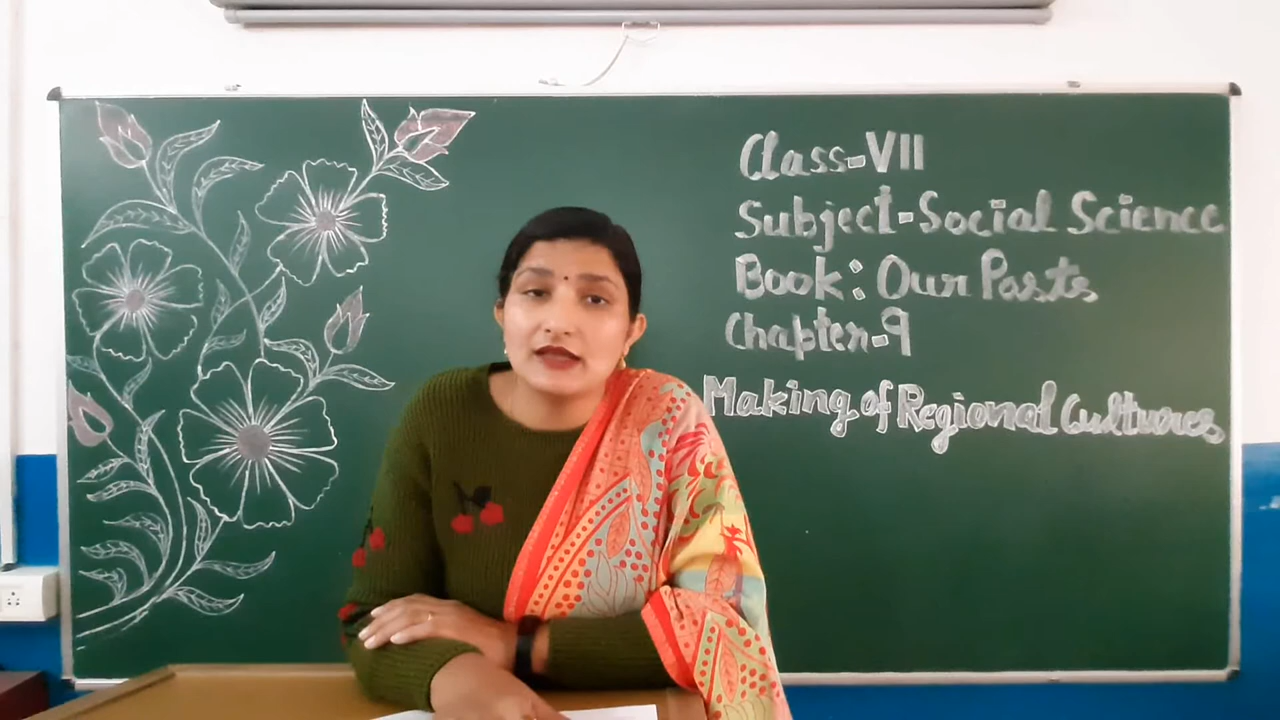 Class-VII
Subject-Social Science
Book: Our Pasts
Chapter-9
Making of Regional Cultures